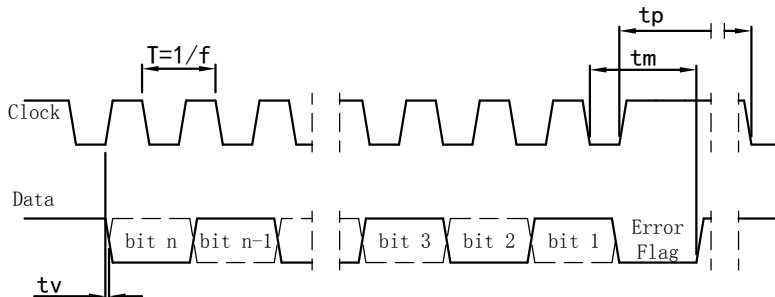 tp
T=1/f
tm
Clock
Data
bit n
bit n-1
bit 3
bit 2
bit 1
Error
Flag
tv